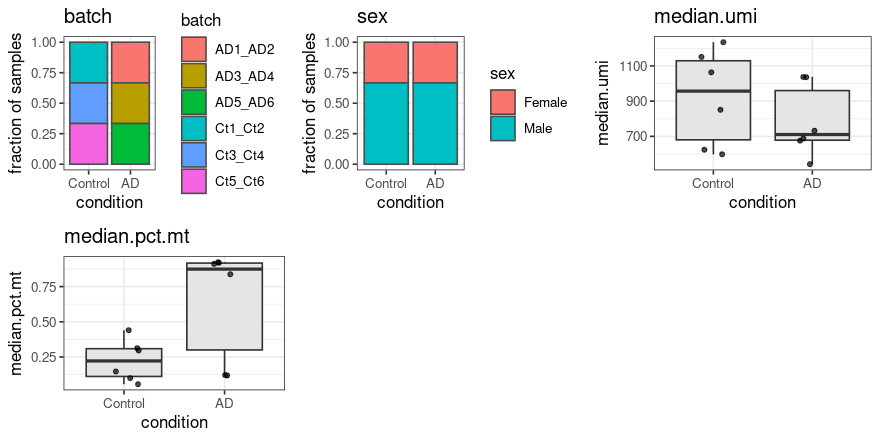 batch
fraction of samples
1.00
0.75
0.50
0.25
0.00
Control
AD
condition
batch
AD1_AD2
AD3_AD4
AD5_AD6
Ct1_Ct2
Ct3_Ct4
Ct5_Ct6
sex
fraction of samples
1.00
0.75
0.50
0.25
0.00
Control
AD
condition
sex
Female
Male
median.umi
median.umi
1100
900
700
Control
AD
condition
median.pct.mt
median.pct.mt
0.75
0.50
0.25
Control
AD
condition